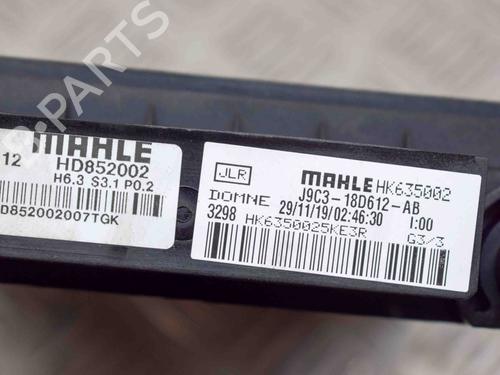 12
MAHLE
HD852002
H6.3 S3.1 P0.2
D852002007TGK
JLR
MAHLE HK635002
DOMNE J9C3-18D612-AB
3298 29/11/19/02:46:30 1:00
HK6350025KE3R G3/3
B-PARTS